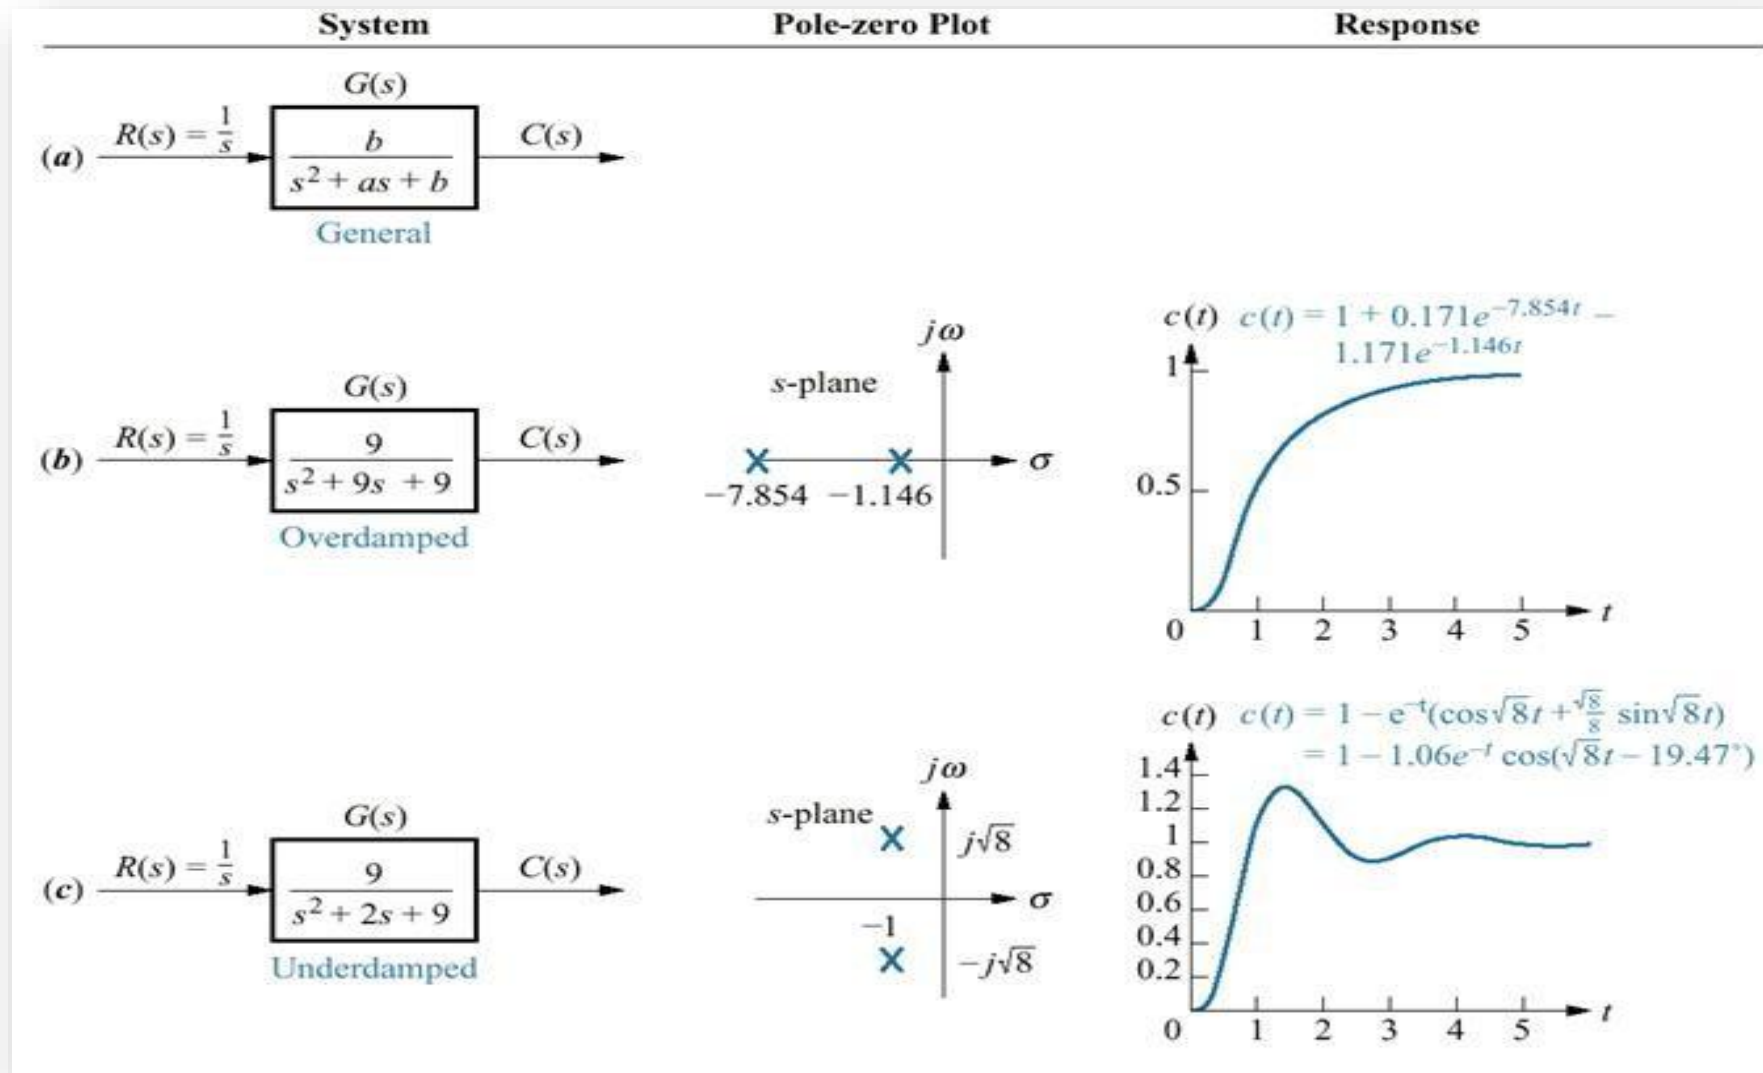 System Pole-zero Plot Response
G(s)
(a) R(s) = 1/s b/(s² + as + b) C(s)
General
G(s)
(b) R(s) = 1/s 9/(s² + 9s + 9) C(s)
Overdamped
jω
s-plane
σ
−7.854 −1.146
c(t) c(t) = 1 + 0.171e^−7.854t −
1.171e^−1.146t
1
0.5
0 1 2 3 4 5 t
G(s)
(c) R(s) = 1/s 9/(s² + 2s + 9) C(s)
Underdamped
jω
s-plane
j√8
σ
−1
−j√8
c(t) c(t) = 1 − e^−t(cos√8t + √8/8 sin√8t)
= 1 − 1.06e^−t cos(√8t − 19.47°)
1.4
1.2
1
0.8
0.6
0.4
0.2
0 1 2 3 4 5 t